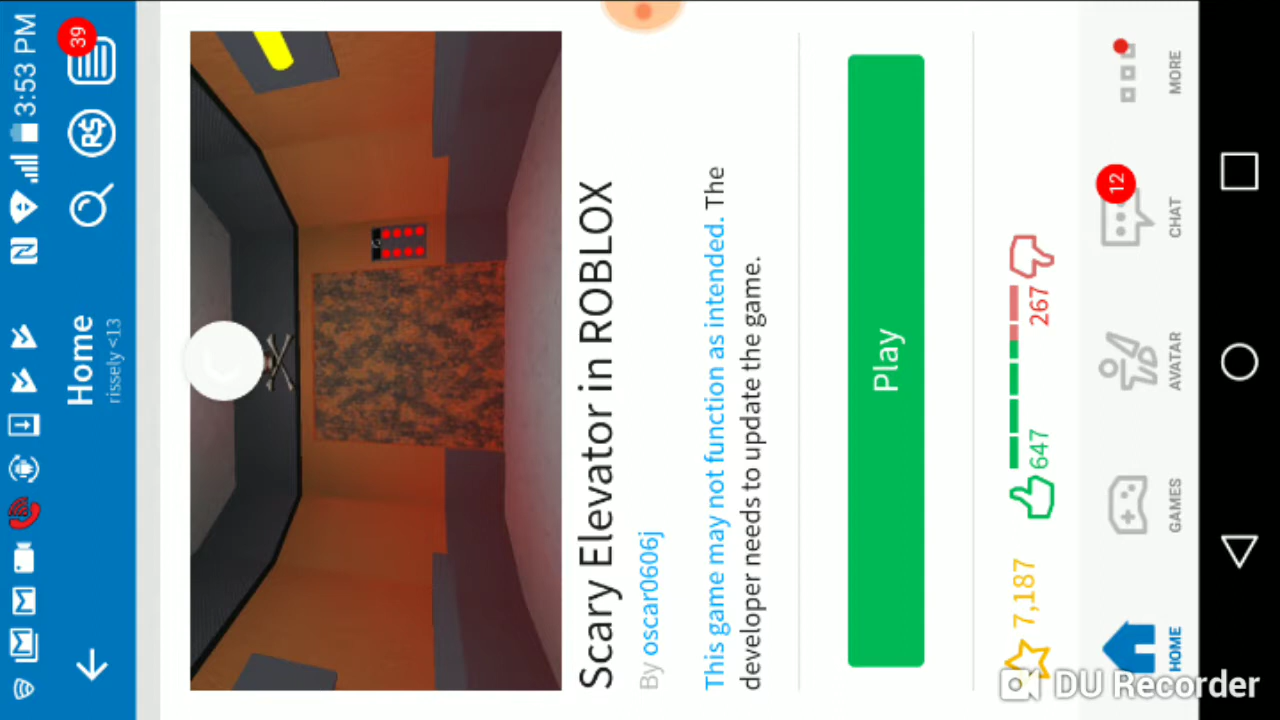 3:53 PM
Home
rissely <13
R$
39
Scary Elevator in ROBLOX
By oscar0606j
This game may not function as intended. The
developer needs to update the game.
Play
7,187
647
267
HOME
GAMES
AVATAR
CHAT
12
MORE
DU Recorder